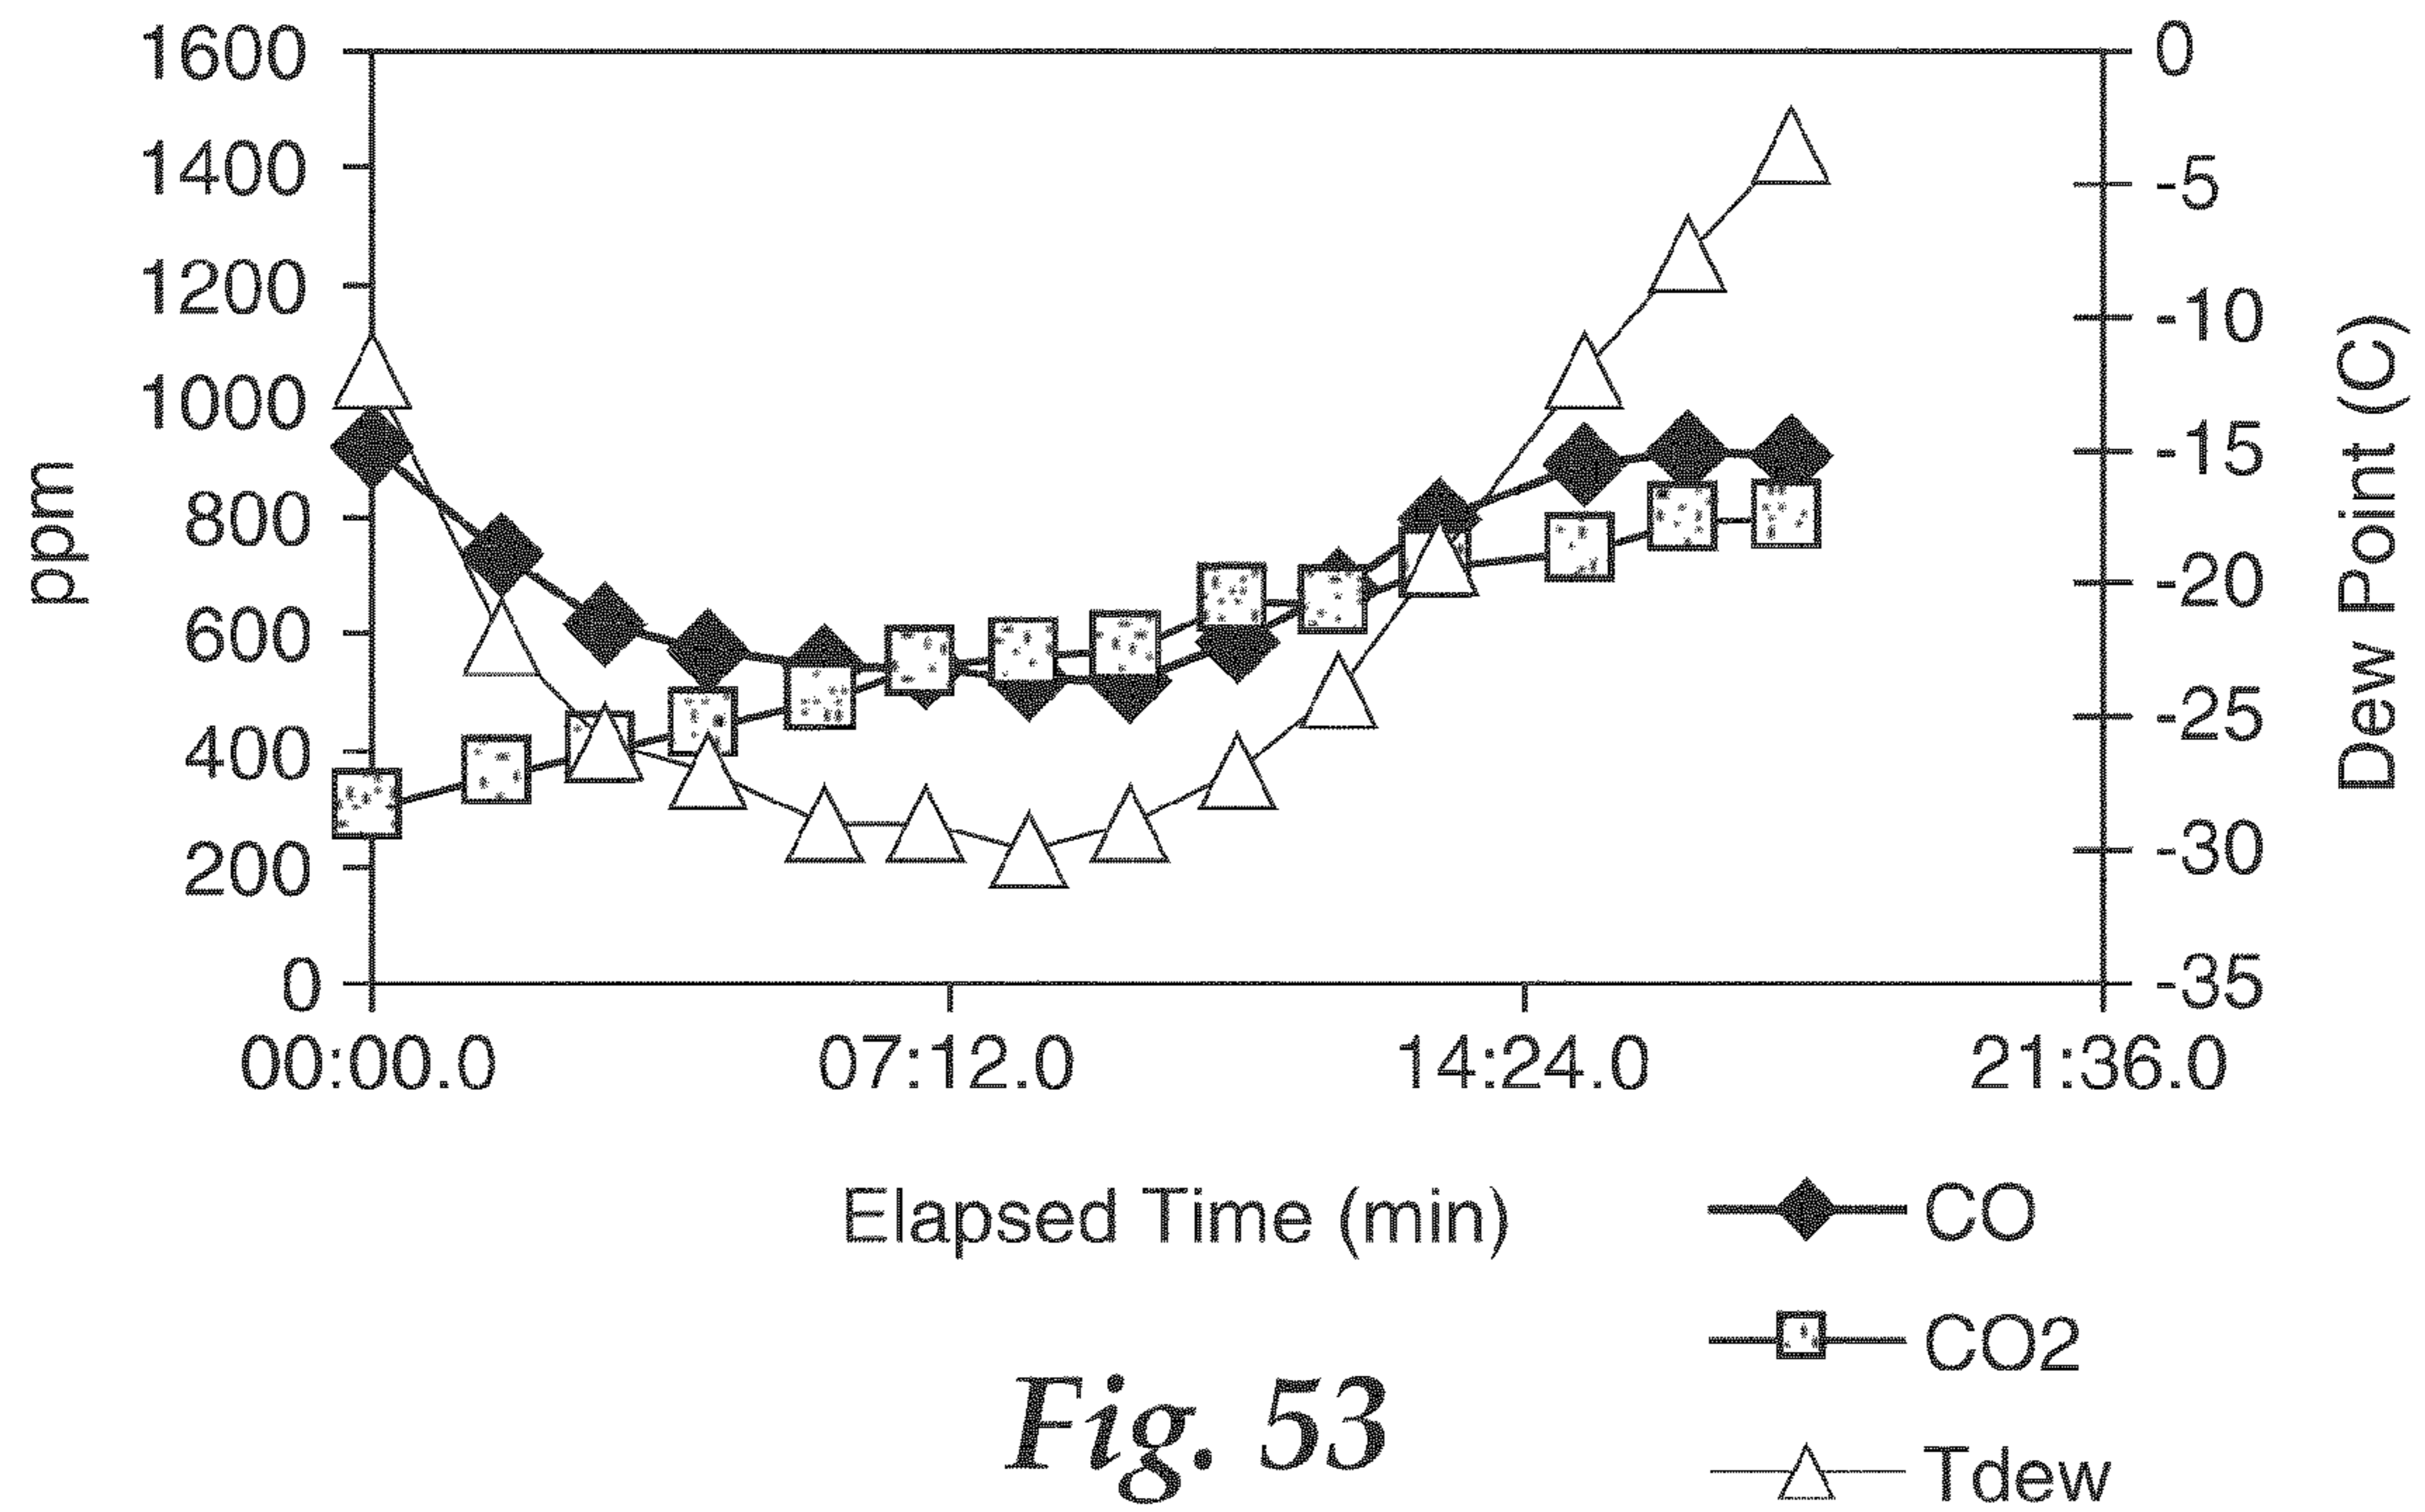 1600
1400
1200
1000
800
600
400
200
0
ppm
0
-5
-10
-15
-20
-25
-30
-35
Dew Point (C)
00:00.0 07:12.0 14:24.0 21:36.0
Elapsed Time (min)
CO
CO2
Tdew
Fig. 53